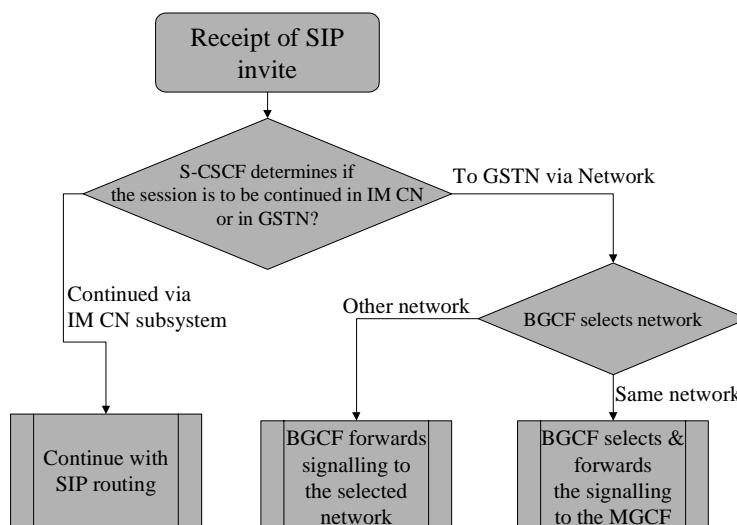 Receipt of SIP
invite
S-CSCF determines if
the session is to be continued in IM CN
or in GSTN?
To GSTN via Network
Continued via
IM CN subsystem
Other network
BGCF selects network
Same network
Continue with
SIP routing
BGCF forwards
signalling to
the selected
network
BGCF selects &
forwards
the signalling
to the MGCF